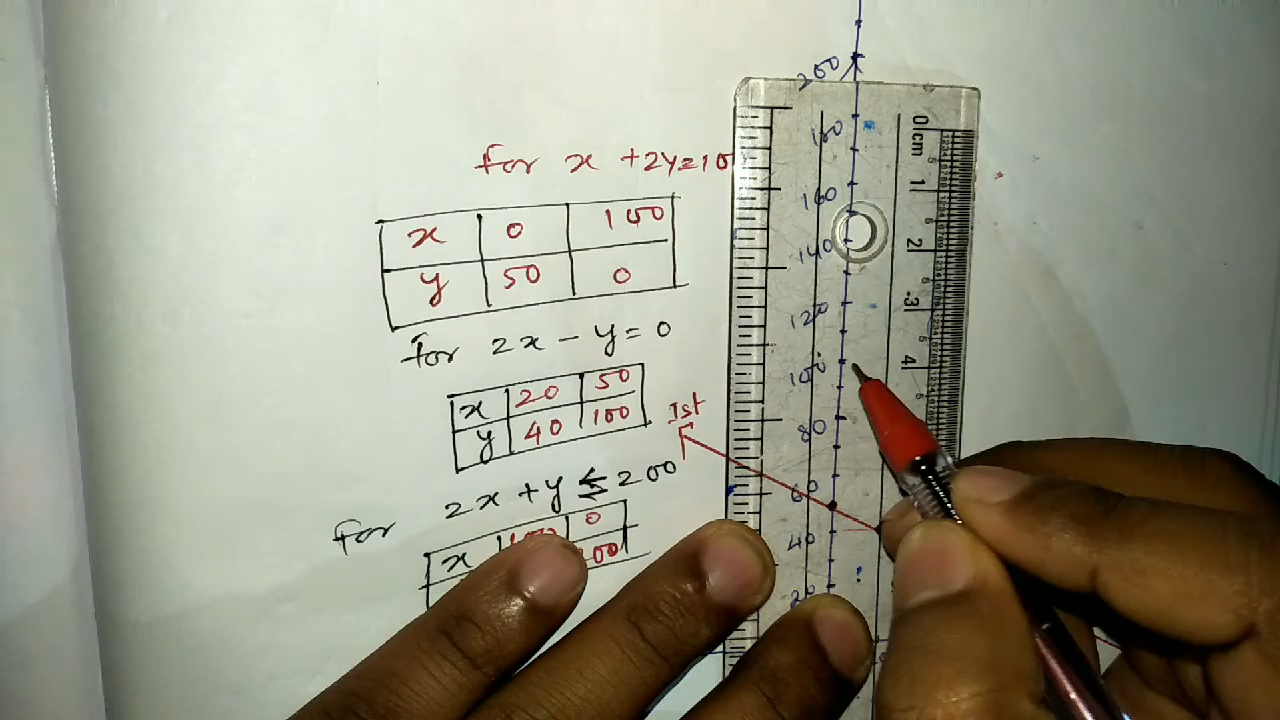 for x + 2y = 10
x 0 100
y 50 0
for 2x - y = 0
x 20 50
y 40 100
1st
for 2x + y ≤ 200
x 0
200
180
160
140
120
100
80
60
40
20
0 cm
1
2
3
4